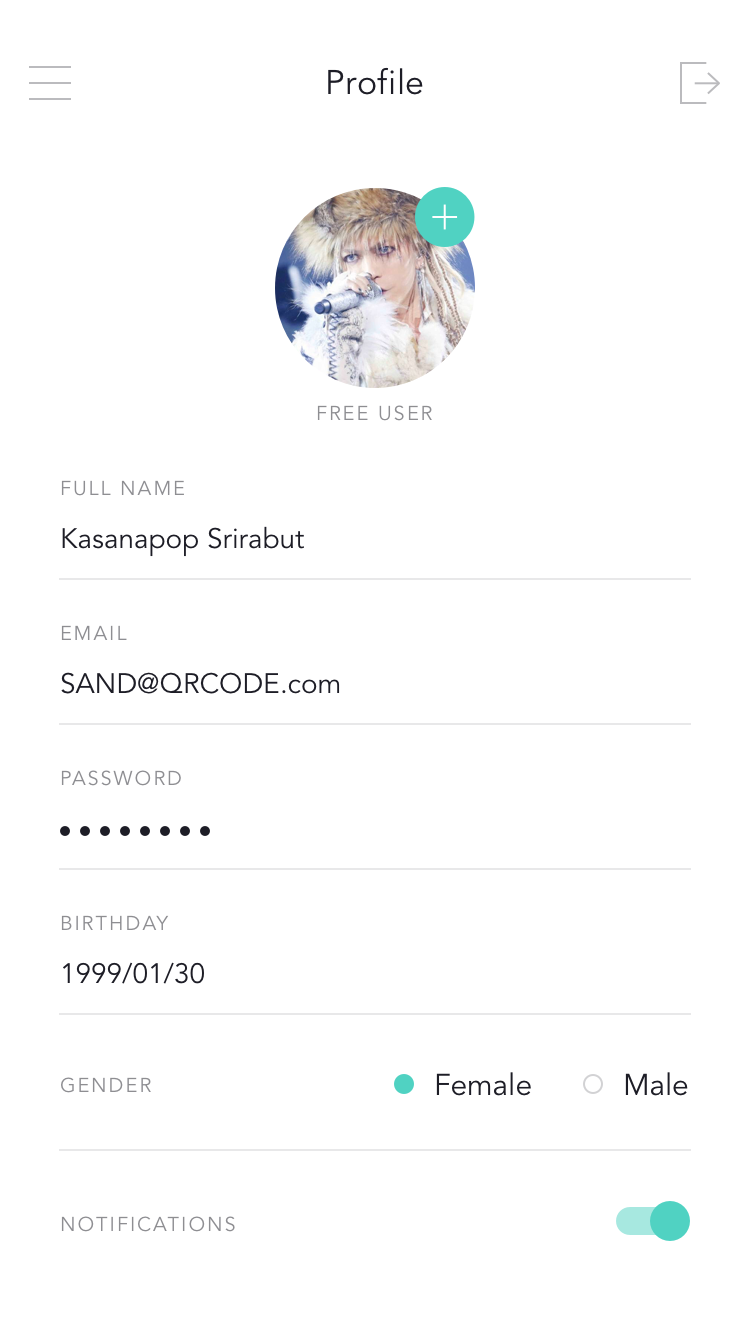 Profile
FREE USER
FULL NAME
Kasanapop Srirabut
EMAIL
SAND@QRCODE.com
PASSWORD
••••••••
BIRTHDAY
1999/01/30
GENDER Female Male
NOTIFICATIONS